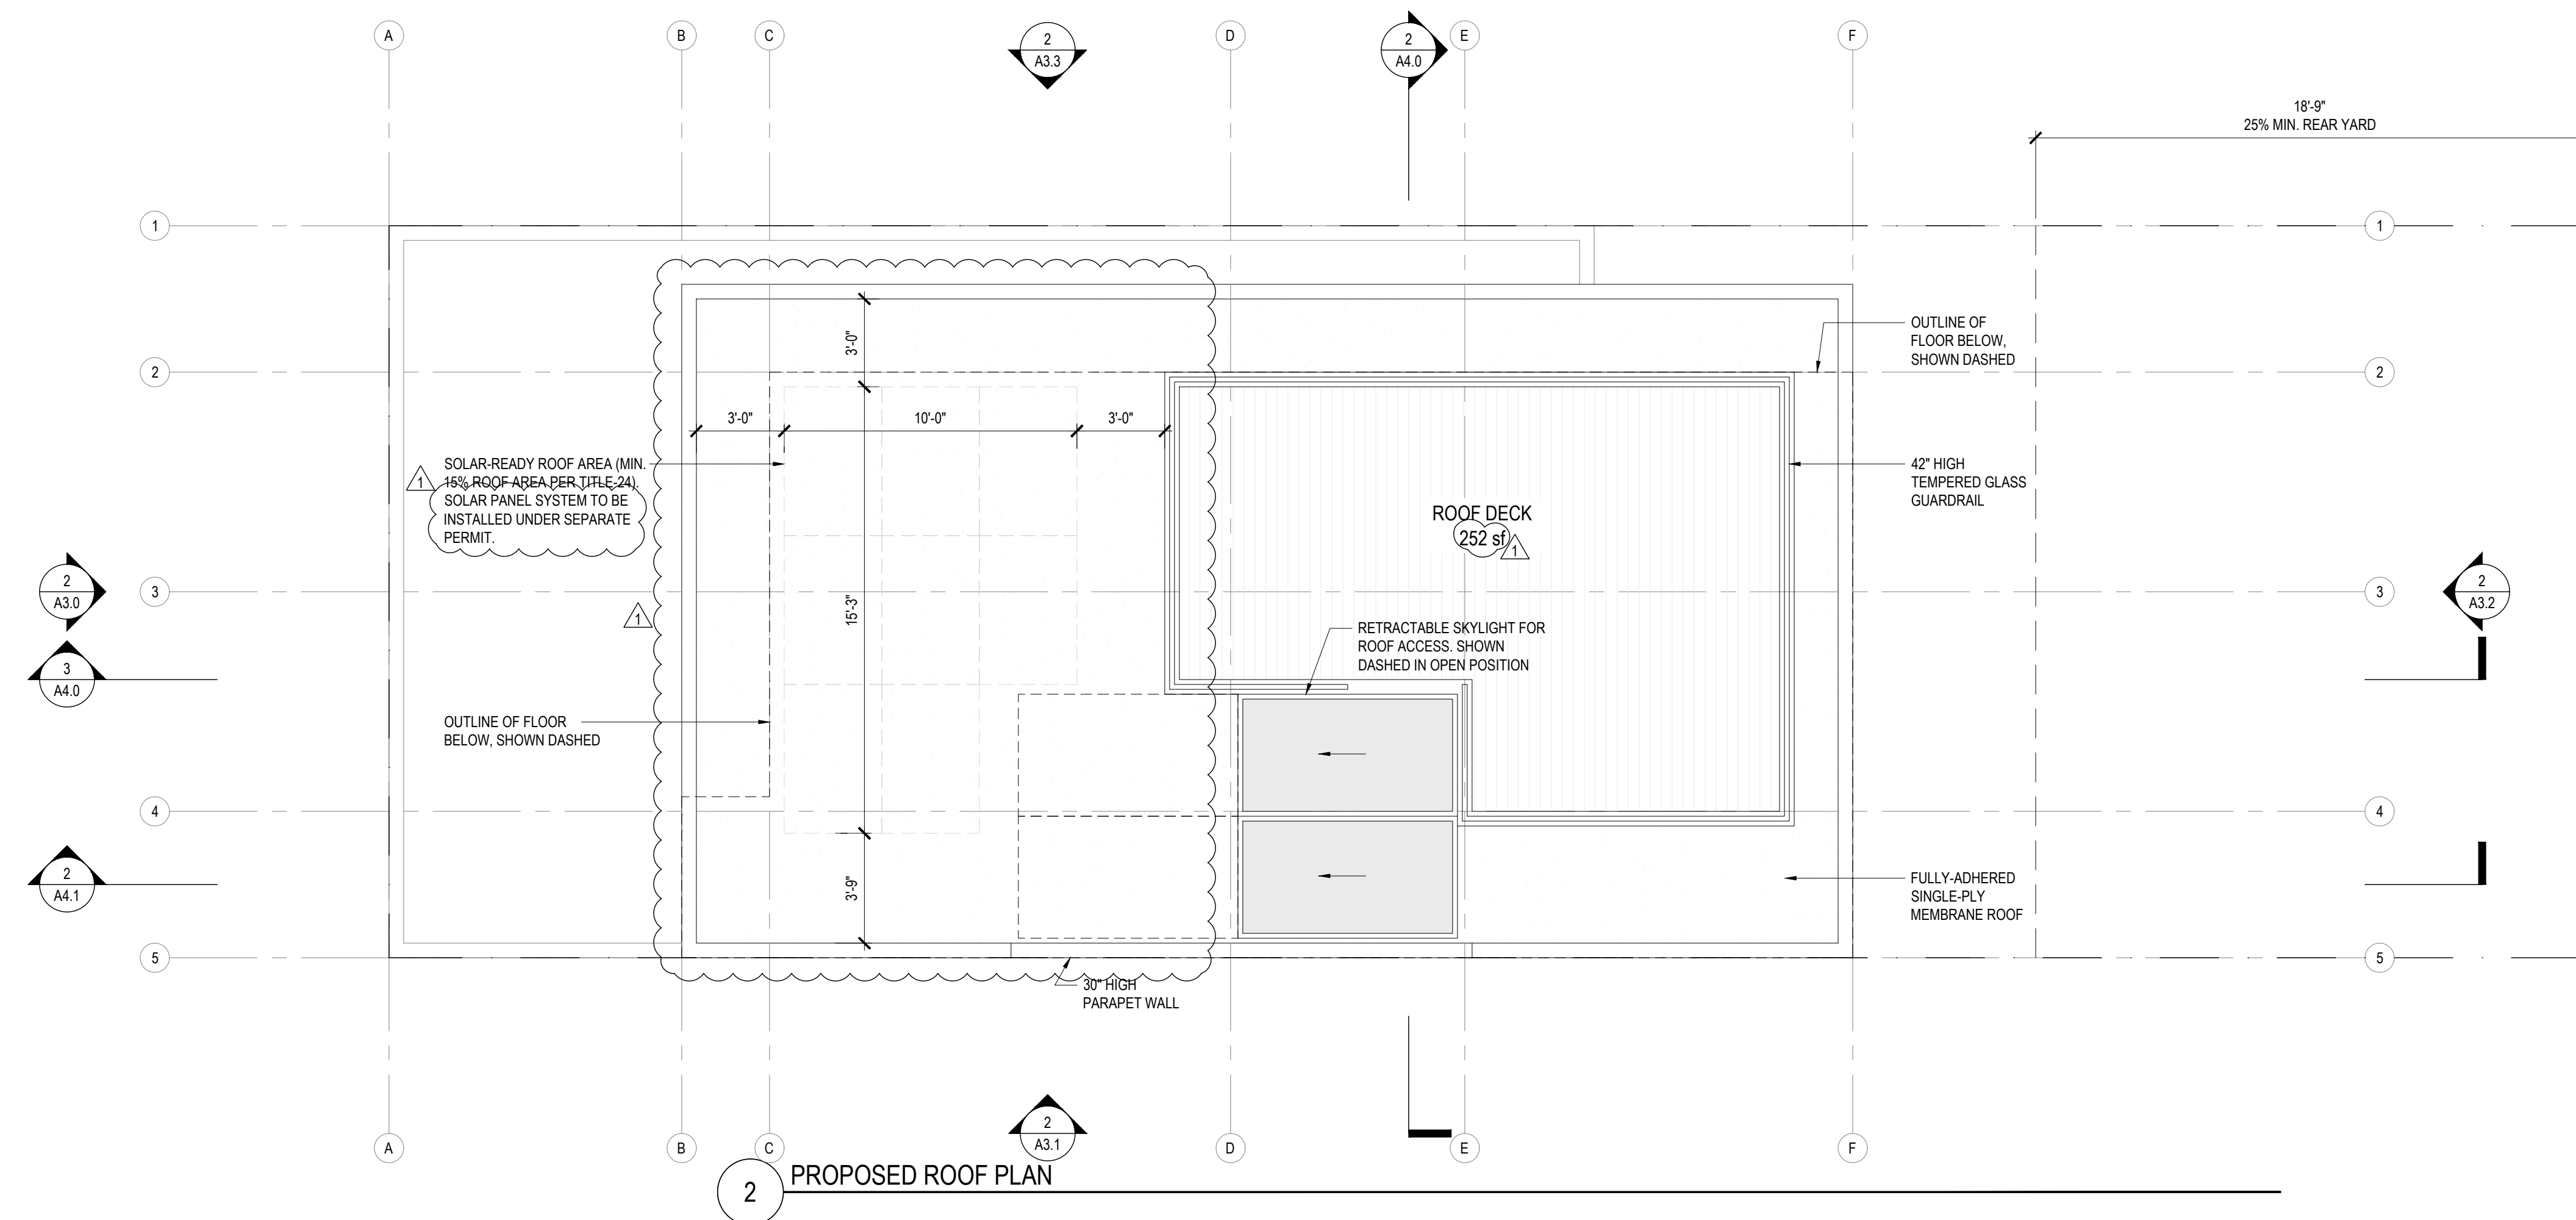 A
B
C
2
A3.3
D
2
A4.0
E
F
18'-9"
25% MIN. REAR YARD
1
1
OUTLINE OF
FLOOR BELOW,
SHOWN DASHED
3'-0"
2
2
3'-0"
10'-0"
3'-0"
SOLAR-READY ROOF AREA (MIN.
15% ROOF AREA PER TITLE-24).
SOLAR PANEL SYSTEM TO BE
INSTALLED UNDER SEPARATE
PERMIT.
1
42" HIGH
TEMPERED GLASS
GUARDRAIL
ROOF DECK
252 sf
1
2
A3.0
3
15'-3"
1
3
2
A3.2
RETRACTABLE SKYLIGHT FOR
ROOF ACCESS. SHOWN
DASHED IN OPEN POSITION
3
A4.0
OUTLINE OF FLOOR
BELOW, SHOWN DASHED
4
4
2
A4.1
3'-9"
FULLY-ADHERED
SINGLE-PLY
MEMBRANE ROOF
5
5
30" HIGH
PARAPET WALL
A
B
C
2
A3.1
D
E
F
2
PROPOSED ROOF PLAN